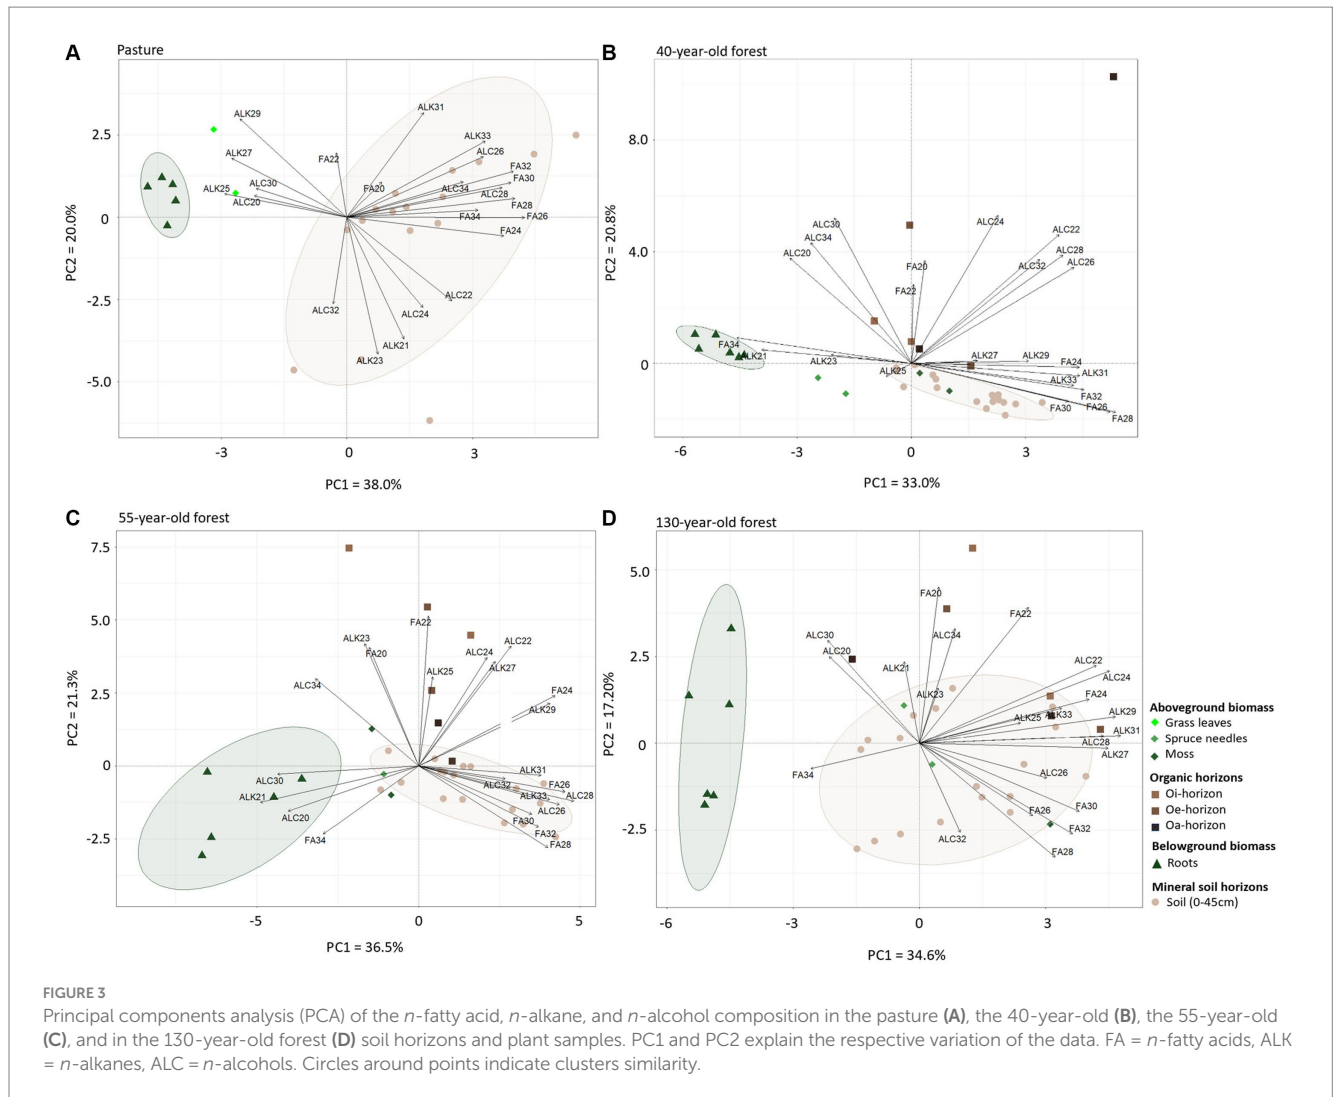 A
Pasture
ALK29
ALK31
ALK33
ALC26
ALK27
FA22
FA32
FA30
ALC30
FA20
ALC34
ALC28
ALK25
ALC20
FA28
FA34
FA26
FA24
ALC22
ALC32
ALC24
ALK21
ALK23
2.5
0
-2.5
-5.0
-3
0
3
PC2 = 20.0%
PC1 = 38.0%
B
40-year-old forest
ALC30
ALC24
ALC34
ALC22
ALC20
ALC28
FA20
ALC32
ALC26
FA22
FA34
ALK21
ALK23
ALK27
ALK29
FA24
ALK25
ALK31
ALK33
FA32
FA30
FA26
FA28
8.0
4.0
0
-6
-3
0
3
6
PC2 = 20.8%
PC1 = 33.0%
C
55-year-old forest
FA22
ALK23
FA20
ALC24
ALC22
ALK25
ALK27
ALC34
FA24
ALK29
ALC30
ALK31
ALC32
FA26
ALK21
ALK33
ALC28
ALC20
ALC26
FA30
FA34
FA32
FA28
7.5
5.0
2.5
0
-2.5
-5
0
5
PC2 = 21.3%
PC1 = 36.5%
D
130-year-old forest
FA20
FA22
ALC30
ALC34
ALC20
ALK21
ALC22
ALC24
ALK23
FA24
ALK25
ALK33
ALK29
ALK31
ALC28
ALK27
FA34
ALC26
FA26
FA30
FA32
ALC32
FA28
5.0
2.5
0
-2.5
-6
-3
0
3
PC2 = 17.20%
PC1 = 34.6%
Aboveground biomass
Grass leaves
Spruce needles
Moss
Organic horizons
Oi-horizon
Oe-horizon
Oa-horizon
Belowground biomass
Roots
Mineral soil horizons
Soil (0-45cm)
FIGURE 3
Principal components analysis (PCA) of the n-fatty acid, n-alkane, and n-alcohol composition in the pasture (A), the 40-year-old (B), the 55-year-old
(C), and in the 130-year-old forest (D) soil horizons and plant samples. PC1 and PC2 explain the respective variation of the data. FA = n-fatty acids, ALK
= n-alkanes, ALC = n-alcohols. Circles around points indicate clusters similarity.